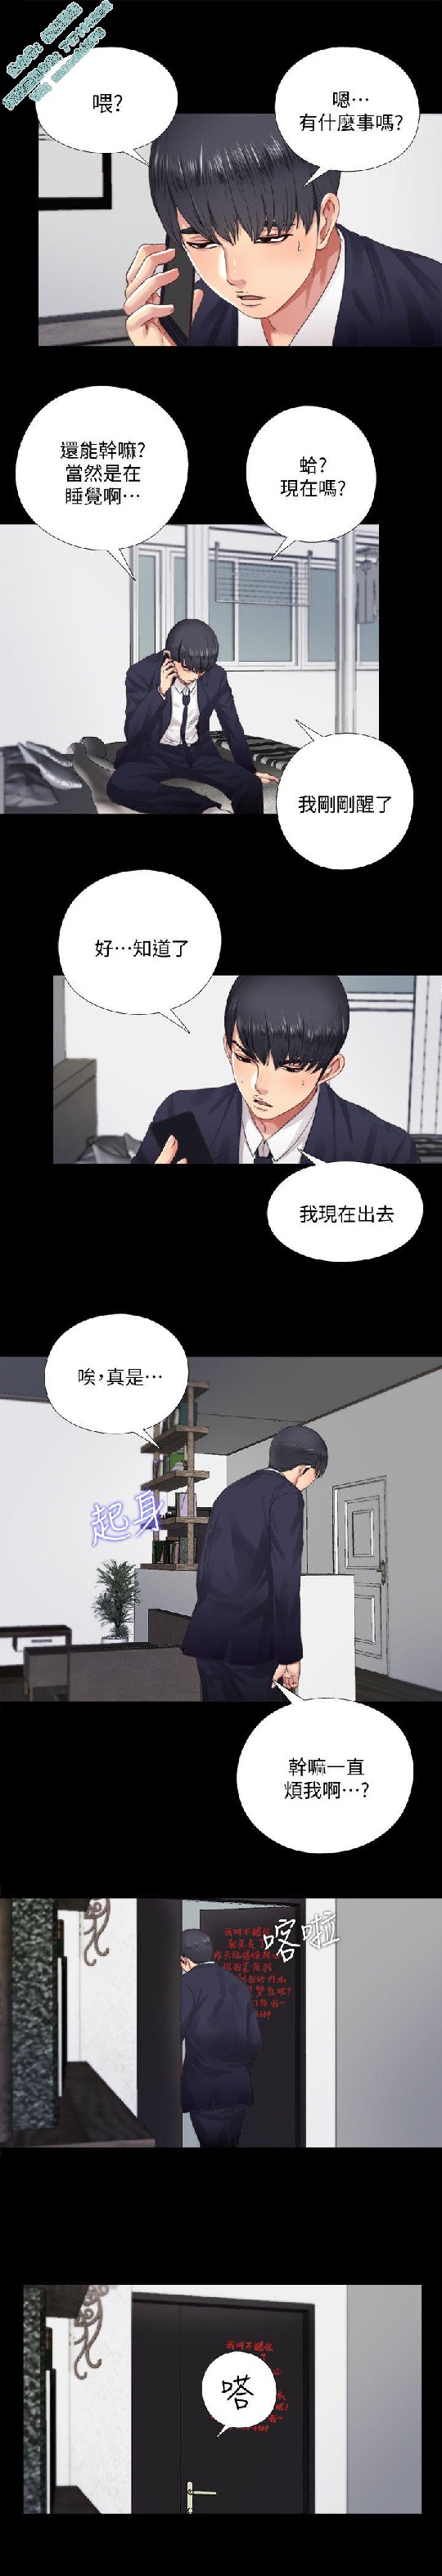 喂?
嗯…
有什麼事嗎?
還能幹嘛?
當然是在
睡覺啊…
蛤?
現在嗎?
我剛剛醒了
好…知道了
我現在出去
唉，真是…
起身
幹嘛一直
煩我啊…?
喀啦
嗒